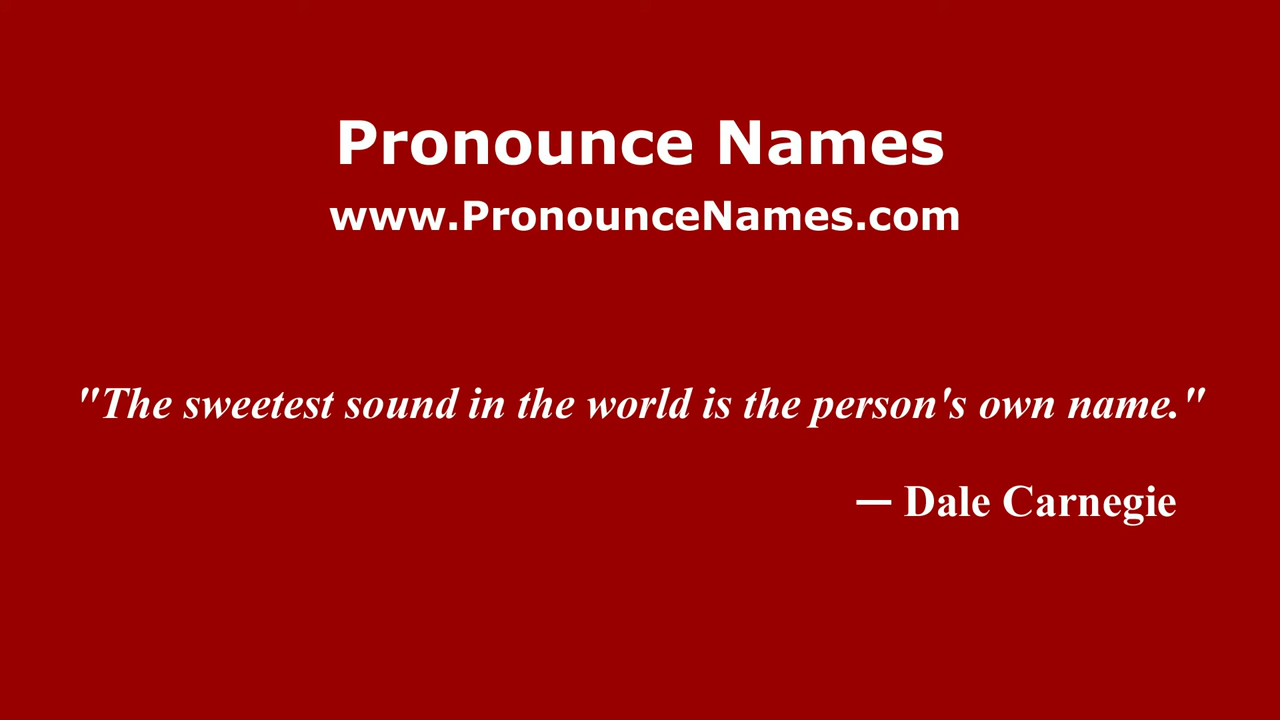 Pronounce Names
www.PronounceNames.com
"The sweetest sound in the world is the person's own name."
— Dale Carnegie